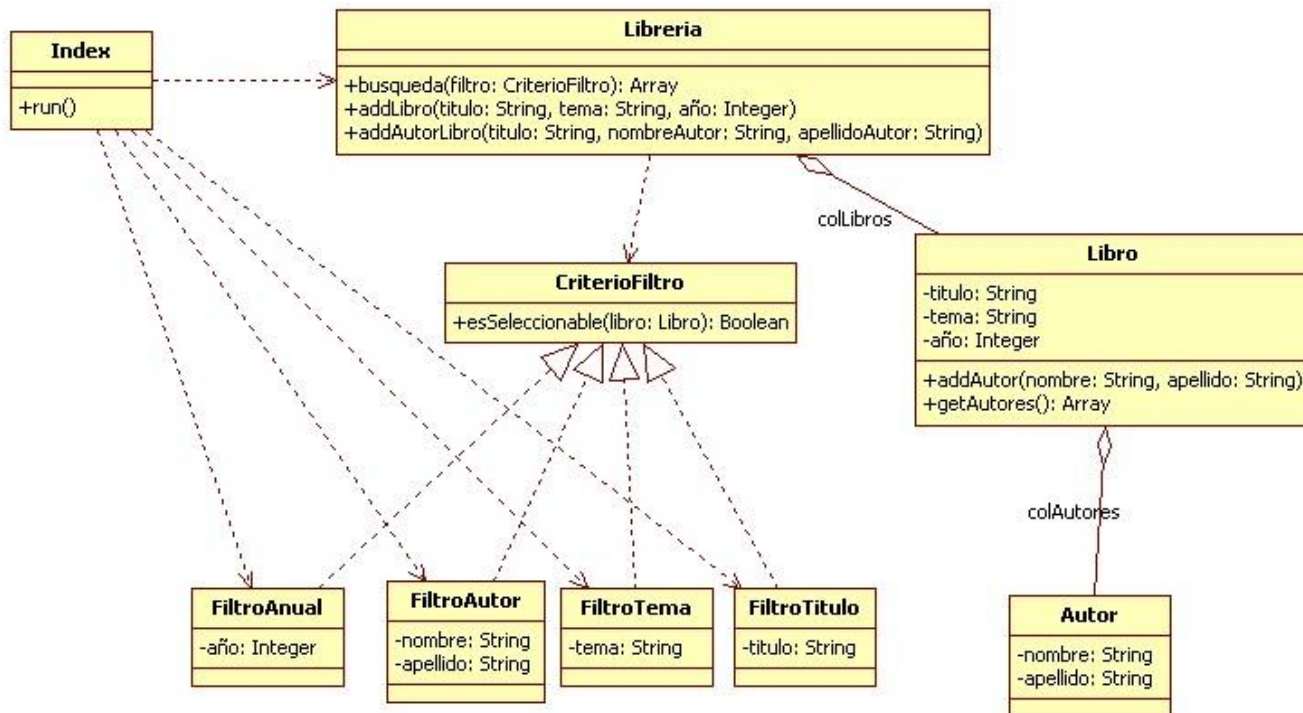 Index
+run()
Libreria
+busqueda(filtro: CriterioFiltro): Array
+addLibro(titulo: String, tema: String, año: Integer)
+addAutorLibro(titulo: String, nombreAutor: String, apellidoAutor: String)
colLibros
CriterioFiltro
+esSeleccionable(libro: Libro): Boolean
Libro
-titulo: String
-tema: String
-año: Integer
+addAutor(nombre: String, apellido: String)
+getAutores(): Array
colAutores
FiltroAnual
-año: Integer
FiltroAutor
-nombre: String
-apellido: String
FiltroTema
-tema: String
FiltroTitulo
-titulo: String
Autor
-nombre: String
-apellido: String